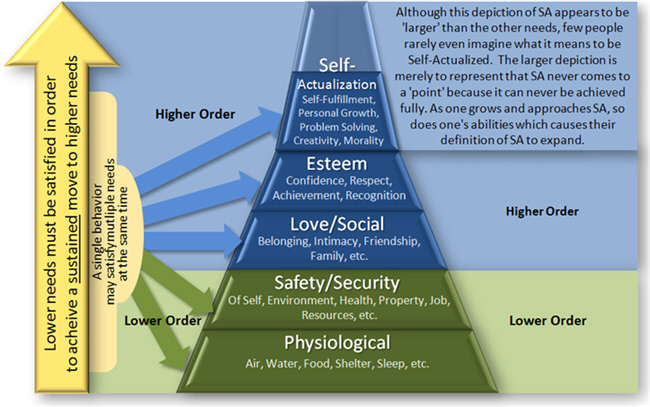 Lower needs must be satisfied in order
to acheive a sustained move to higher needs
A single behavior
may satisfymutliple needs
at the same time
Higher Order
Lower Order
Self-
Actualization
Self-Fulfillment,
Personal Growth,
Problem Solving,
Creativity, Morality
Esteem
Confidence, Respect,
Achievement, Recognition
Love/Social
Belonging, Intimacy, Friendship,
Family, etc.
Safety/Security
Of Self, Environment, Health, Property, Job,
Resources, etc.
Physiological
Air, Water, Food, Shelter, Sleep, etc.
Although this depiction of SA appears to be
'larger' than the other needs, few people
rarely even imagine what it means to be
Self-Actualized. The larger depiction is
merely to represent that SA never comes to
a 'point' because it can never be achieved
fully. As one grows and approaches SA, so
does one's abilities which causes their
definition of SA to expand.
Higher Order
Lower Order